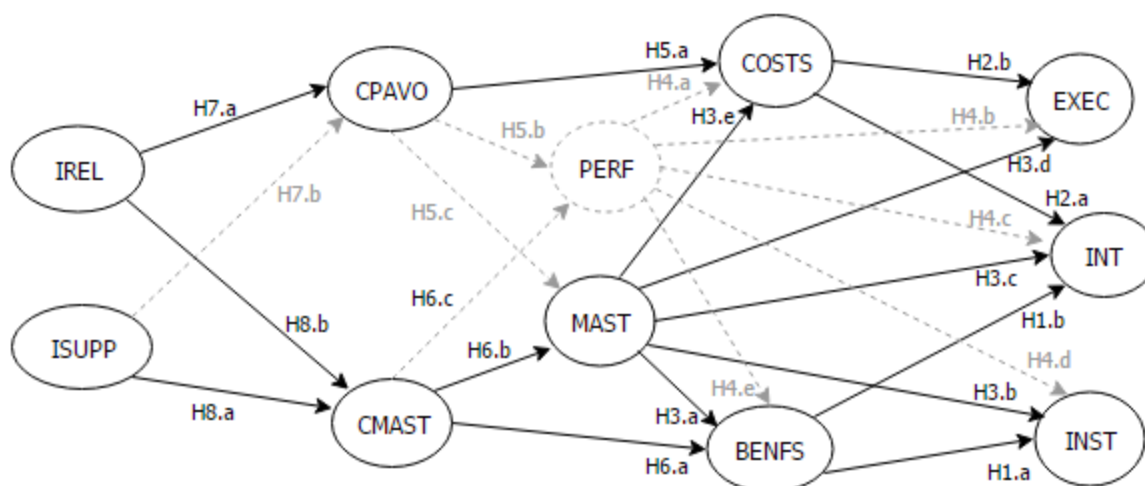 COSTS
H5.a
H2.b
H4.a
CPAVO
EXEC
H7.a
H3.e
H4.b
H5.b
IREL
PERF
H3.d
H7.b
H2.a
H5.c
H4.c
INT
H6.c
H3.c
MAST
H8.b
H1.b
ISUPP
H6.b
H4.d
H4.e
H3.b
H8.a
H3.a
CMAST
INST
BENFS
H6.a
H1.a